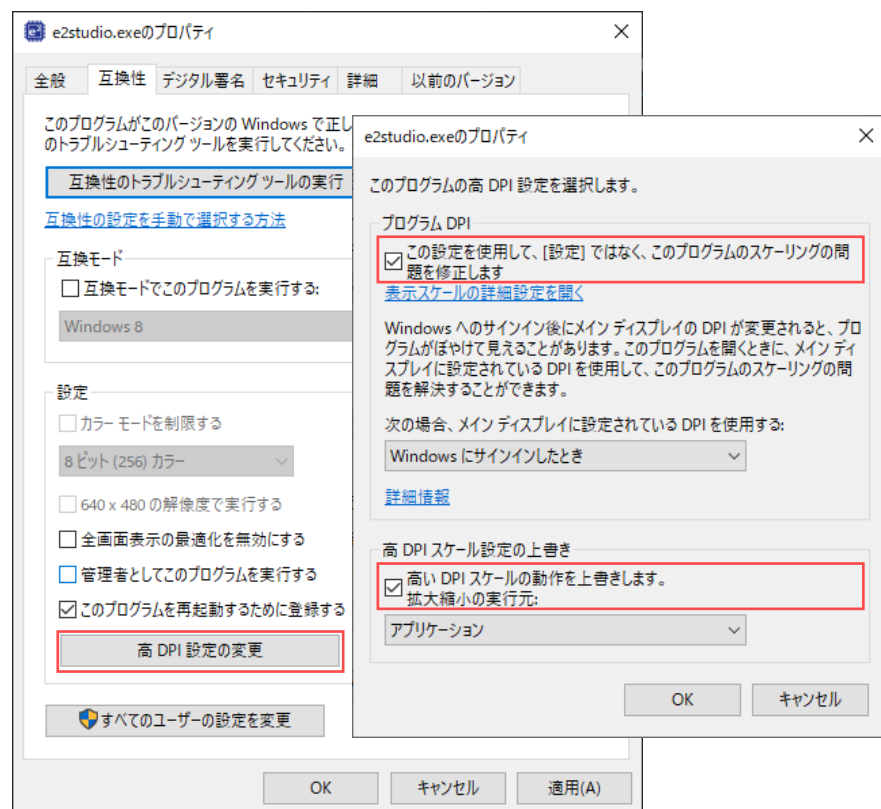 e2studio.exeのプロパティ
全般
互換性
デジタル署名
セキュリティ
詳細
以前のバージョン
このプログラムがこのバージョンの Windows で正し
のトラブルシューティング ツールを実行してください。
互換性のトラブルシューティング ツールの実行
互換性の設定を手動で選択する方法
互換モード
互換モードでこのプログラムを実行する:
Windows 8
設定
カラー モードを制限する
8 ビット (256) カラー
640 x 480 の解像度で実行する
全画面表示の最適化を無効にする
管理者としてこのプログラムを実行する
このプログラムを再起動するために登録する
高 DPI 設定の変更
すべてのユーザーの設定を変更
OK
キャンセル
適用(A)
e2studio.exeのプロパティ
このプログラムの高 DPI 設定を選択します。
プログラム DPI
この設定を使用して、[設定] ではなく、このプログラムのスケーリングの問
題を修正します
表示スケールの詳細設定を開く
Windows へのサインイン後にメイン ディスプレイの DPI が変更されると、プロ
グラムがぼやけて見えることがあります。このプログラムを開くときに、メイン ディ
スプレイに設定されている DPI を使用して、このプログラムのスケーリングの問
題を解決することができます。
次の場合、メイン ディスプレイに設定されている DPI を使用する:
Windows にサインインしたとき
詳細情報
高 DPI スケール設定の上書き
高い DPI スケールの動作を上書きします。
拡大縮小の実行元:
アプリケーション
OK
キャンセル